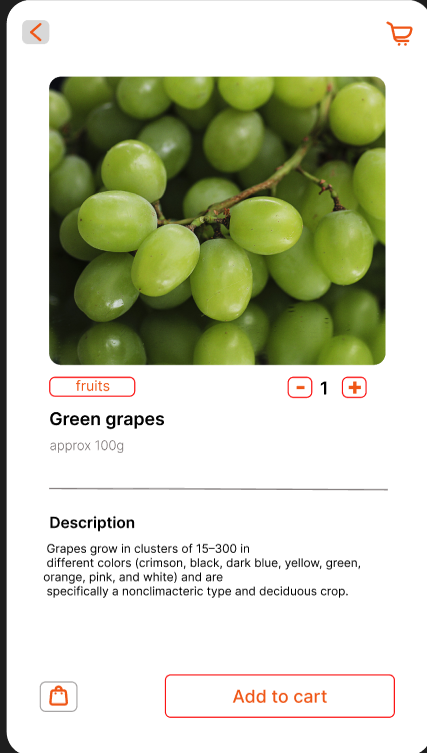 fruits
- 1 +
Green grapes
approx 100g
Description
Grapes grow in clusters of 15–300 in
different colors (crimson, black, dark blue, yellow, green,
orange, pink, and white) and are
specifically a nonclimacteric type and deciduous crop.
Add to cart